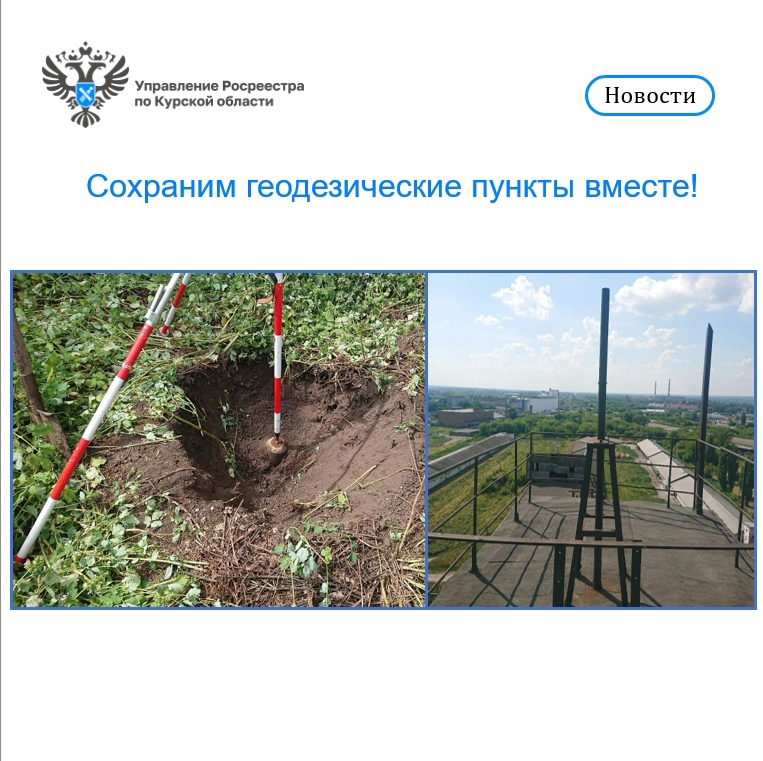 Управление Росреестра
по Курской области
Новости
Сохраним геодезические пункты вместе!